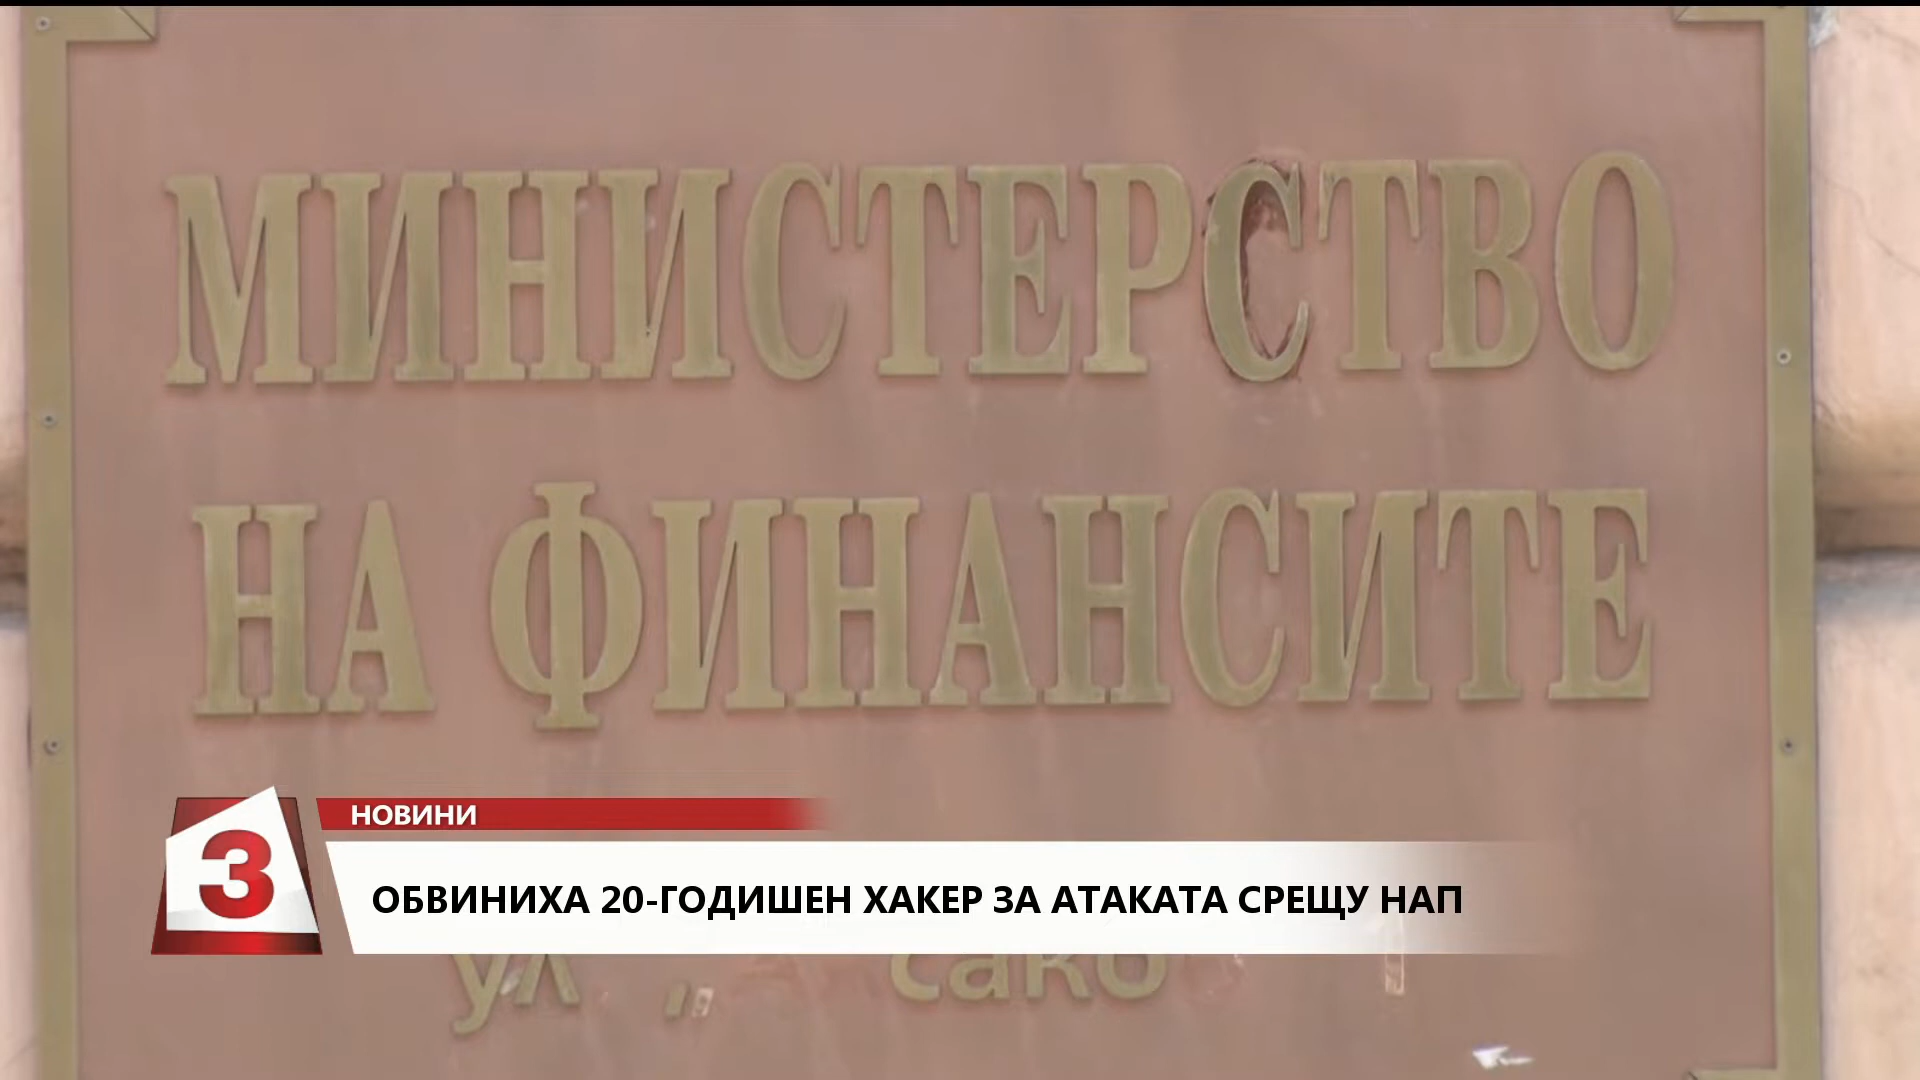 МИНИСТЕРСТВО
НА ФИНАНСИТЕ
НОВИНИ
3
ОБВИНИХА 20-ГОДИШЕН ХАКЕР ЗА АТАКАТА СРЕЩУ НАП